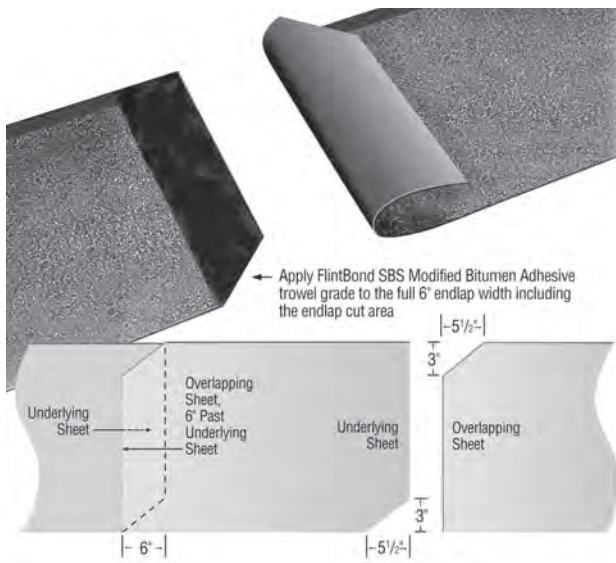 Apply FlintBond SBS Modified Bitumen Adhesive
trowel grade to the full 6" endlap width including
the endlap cut area
5½"
3"
Underlying
Sheet
Overlapping
Sheet,
6" Past
Underlying
Sheet
Underlying
Sheet
Overlapping
Sheet
3"
6"
5½"